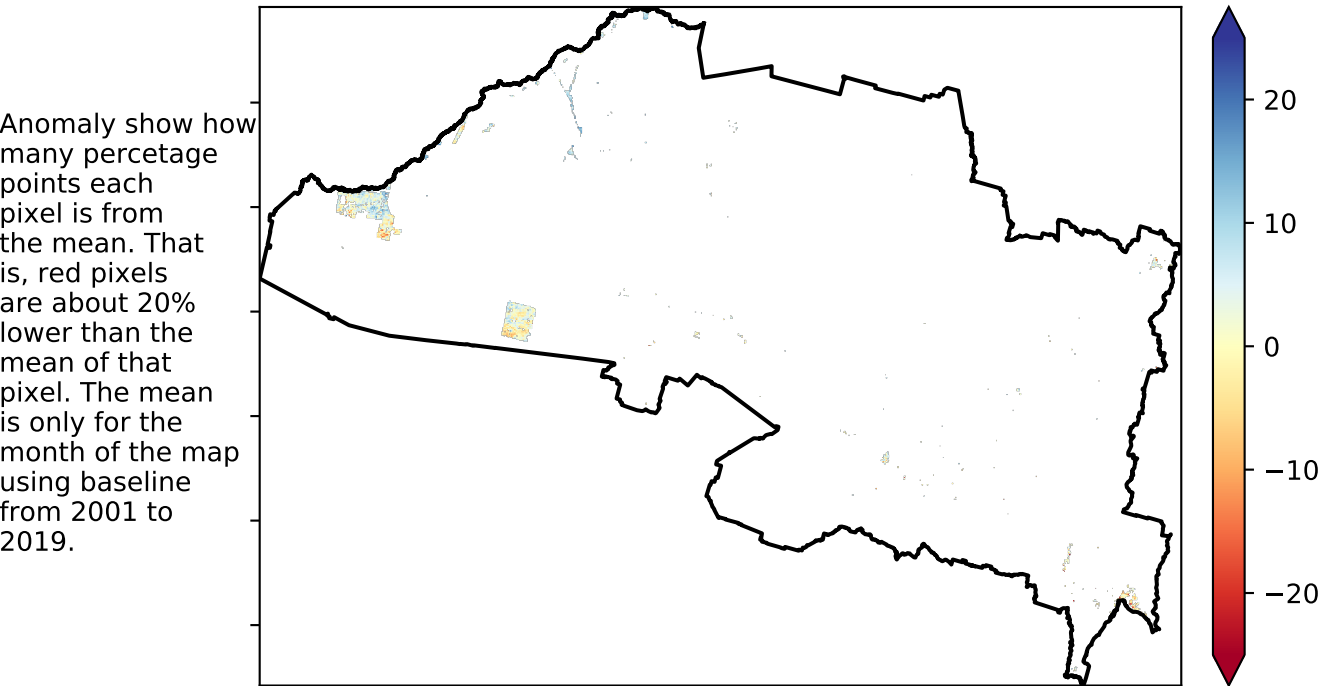 Anomaly show how
many percetage
points each
pixel is from
the mean. That
is, red pixels
are about 20%
lower than the
mean of that
pixel. The mean
is only for the
month of the map
using baseline
from 2001 to
2019.
20
10
0
−10
−20